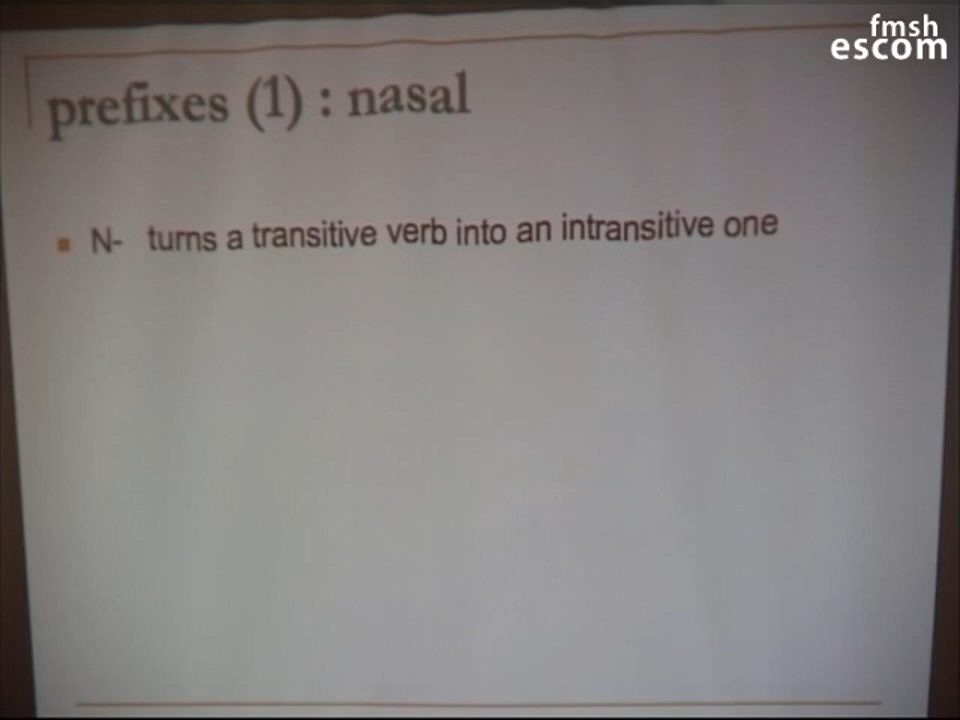 fmsh
escom
prefixes (1) : nasal
N- turns a transitive verb into an intransitive one